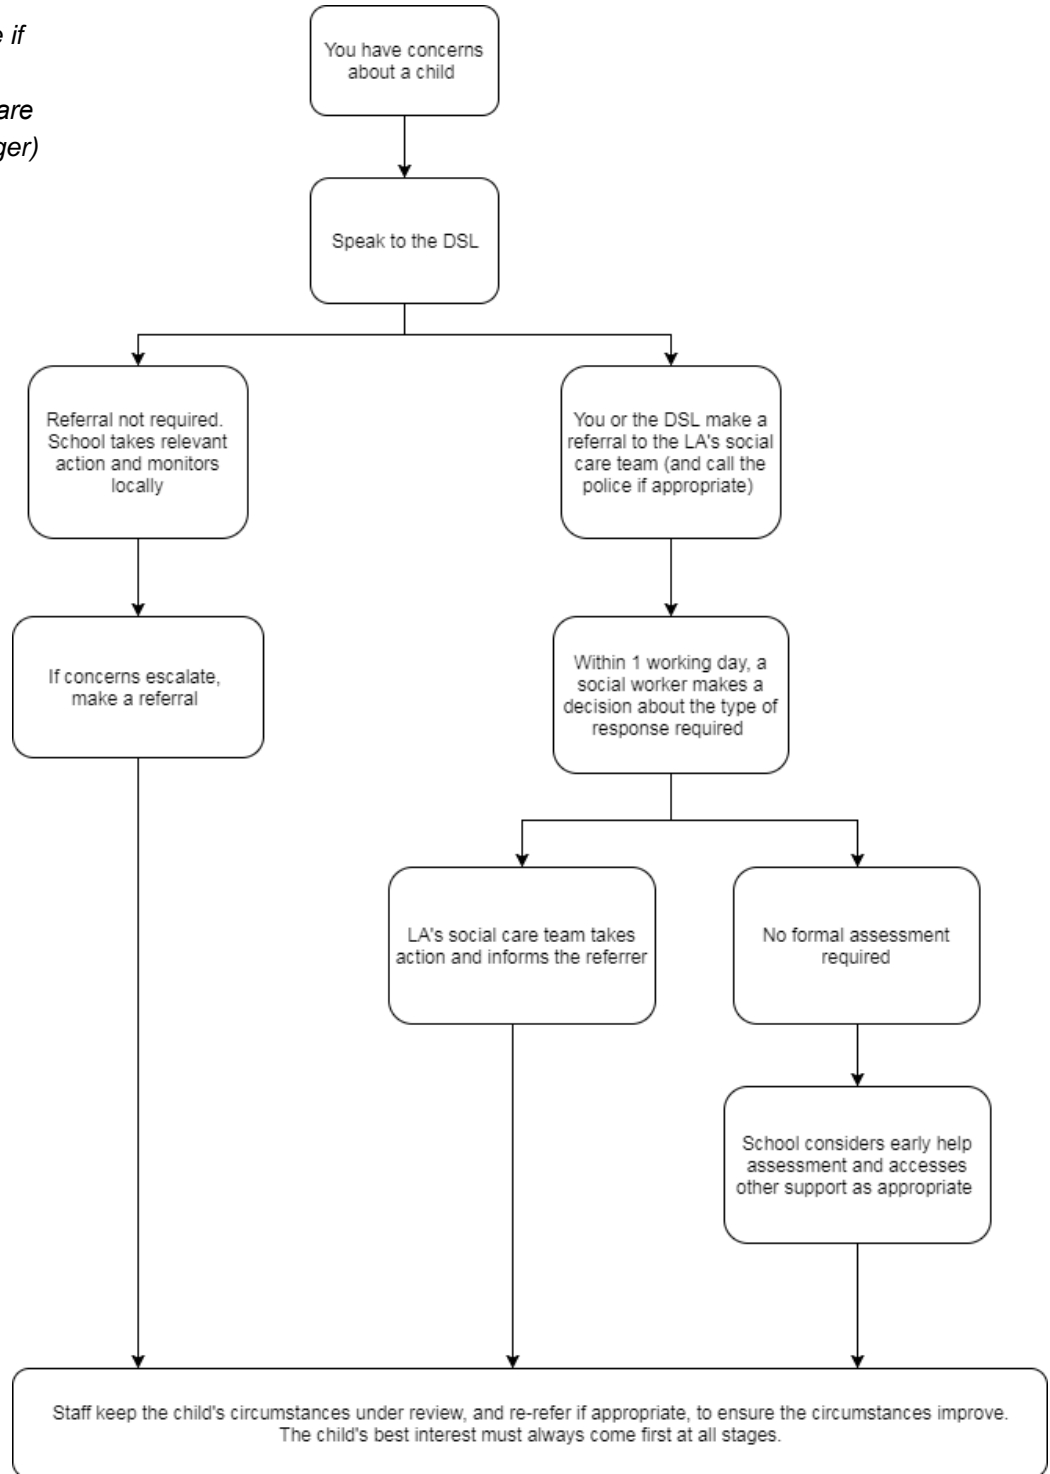 e if
are
ger)
You have concerns
about a child
Speak to the DSL
Referral not required.
School takes relevant
action and monitors
locally
You or the DSL make a
referral to the LA's social
care team (and call the
police if appropriate)
If concerns escalate,
make a referral
Within 1 working day, a
social worker makes a
decision about the type of
response required
LA's social care team takes
action and informs the referrer
No formal assessment
required
School considers early help
assessment and accesses
other support as appropriate
Staff keep the child's circumstances under review, and re-refer if appropriate, to ensure the circumstances improve.
The child's best interest must always come first at all stages.